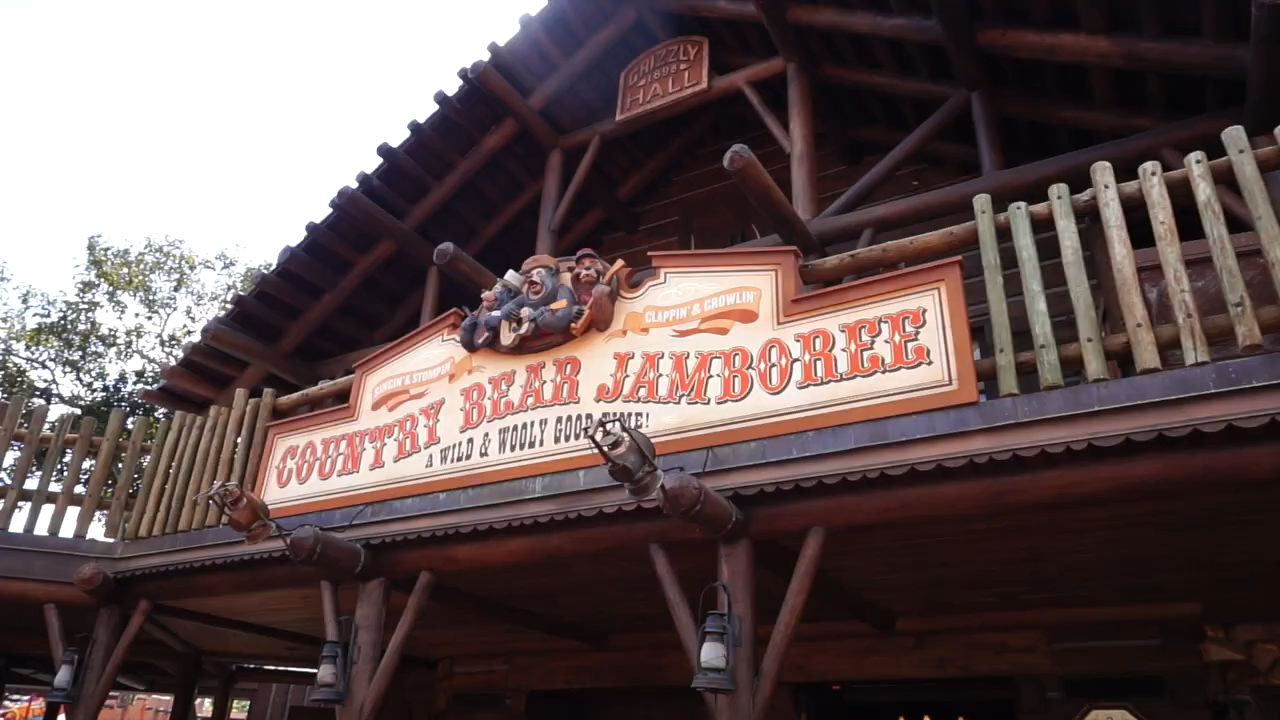 GRIZZLY
1898
HALL
SINGIN' & STOMPIN'
CLAPPIN' & GROWLIN'
COUNTRY BEAR JAMBOREE
A WILD & WOOLY GOOD TIME!